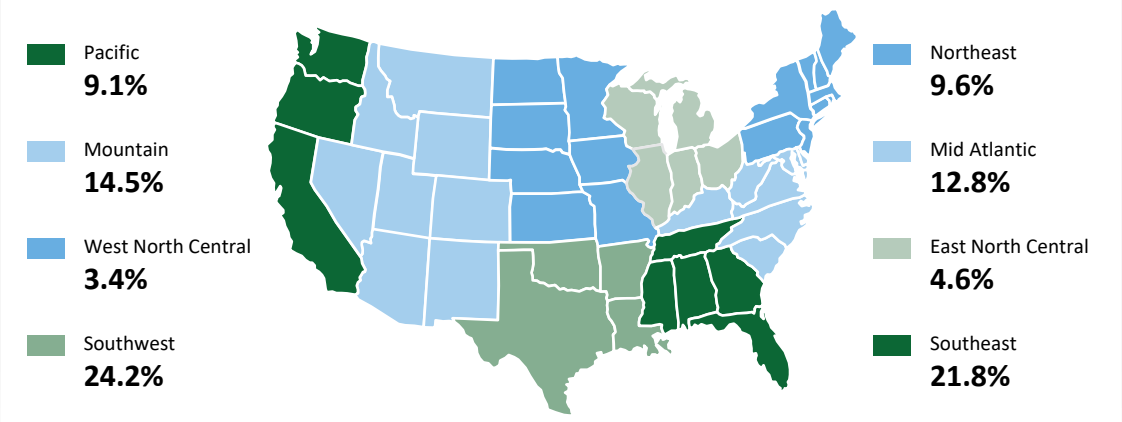 Pacific
9.1%
Mountain
14.5%
West North Central
3.4%
Southwest
24.2%
Northeast
9.6%
Mid Atlantic
12.8%
East North Central
4.6%
Southeast
21.8%